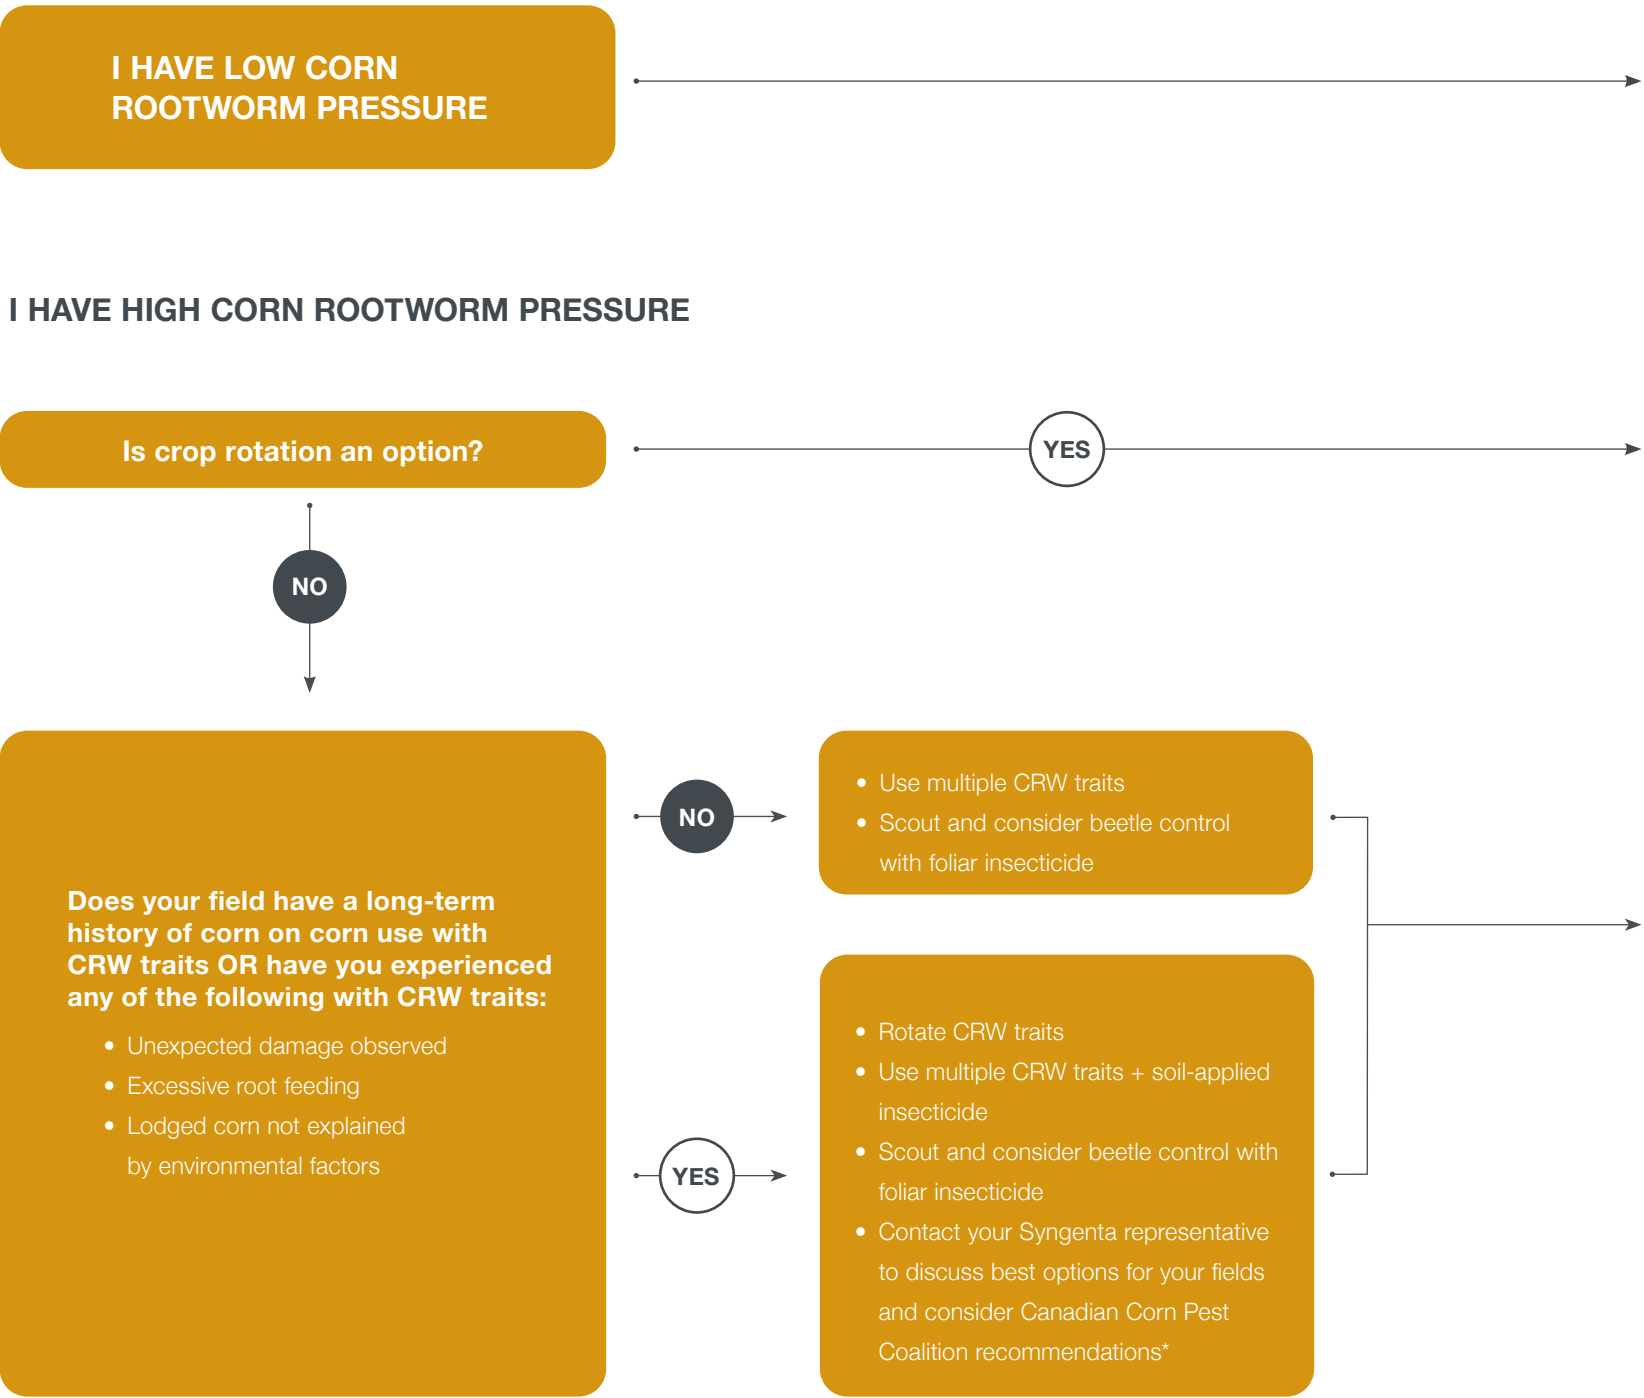 I HAVE LOW CORN
ROOTWORM PRESSURE
I HAVE HIGH CORN ROOTWORM PRESSURE
Is crop rotation an option?
YES
NO
Does your field have a long-term
history of corn on corn use with
CRW traits OR have you experienced
any of the following with CRW traits:
• Unexpected damage observed
• Excessive root feeding
• Lodged corn not explained
by environmental factors
NO
• Use multiple CRW traits
• Scout and consider beetle control
with foliar insecticide
YES
• Rotate CRW traits
• Use multiple CRW traits + soil-applied
insecticide
• Scout and consider beetle control with
foliar insecticide
• Contact your Syngenta representative
to discuss best options for your fields
and consider Canadian Corn Pest
Coalition recommendations*